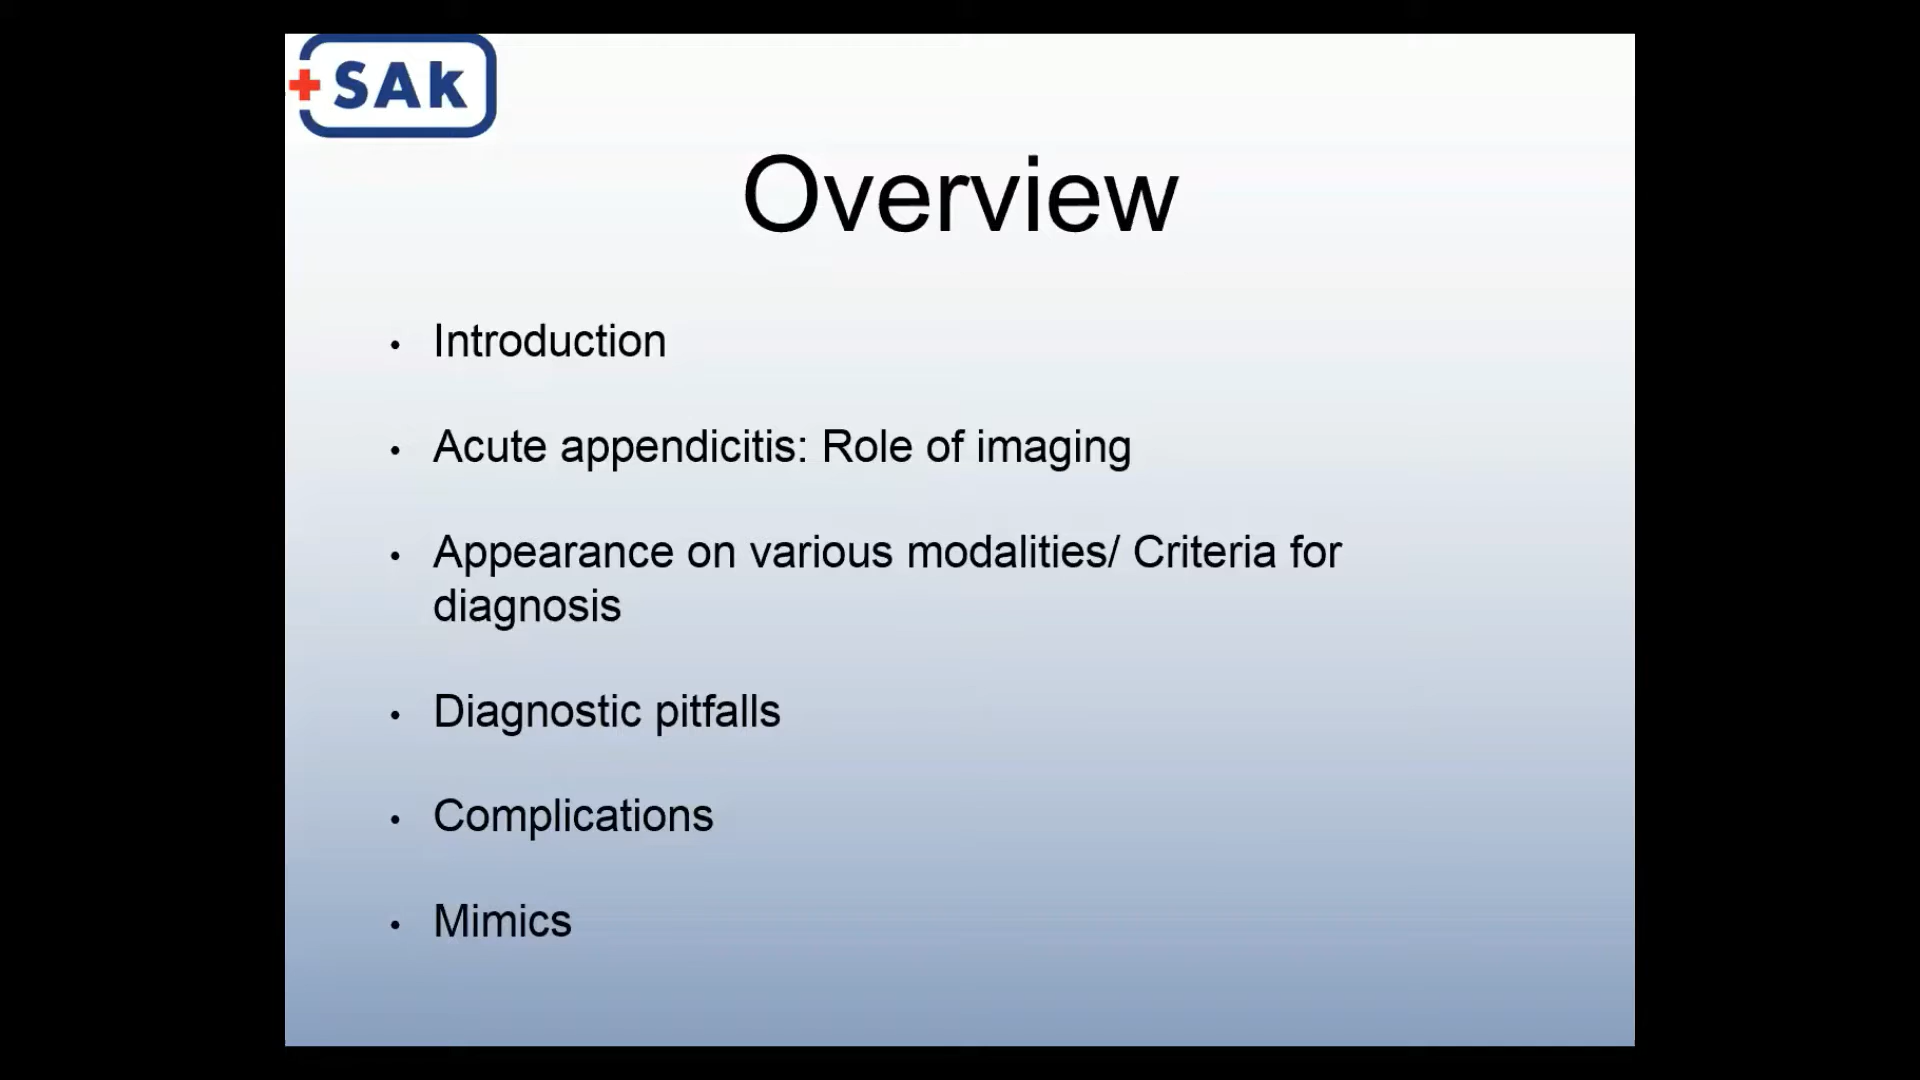 SAk
Overview
• Introduction
• Acute appendicitis: Role of imaging
• Appearance on various modalities/ Criteria for
diagnosis
• Diagnostic pitfalls
• Complications
• Mimics